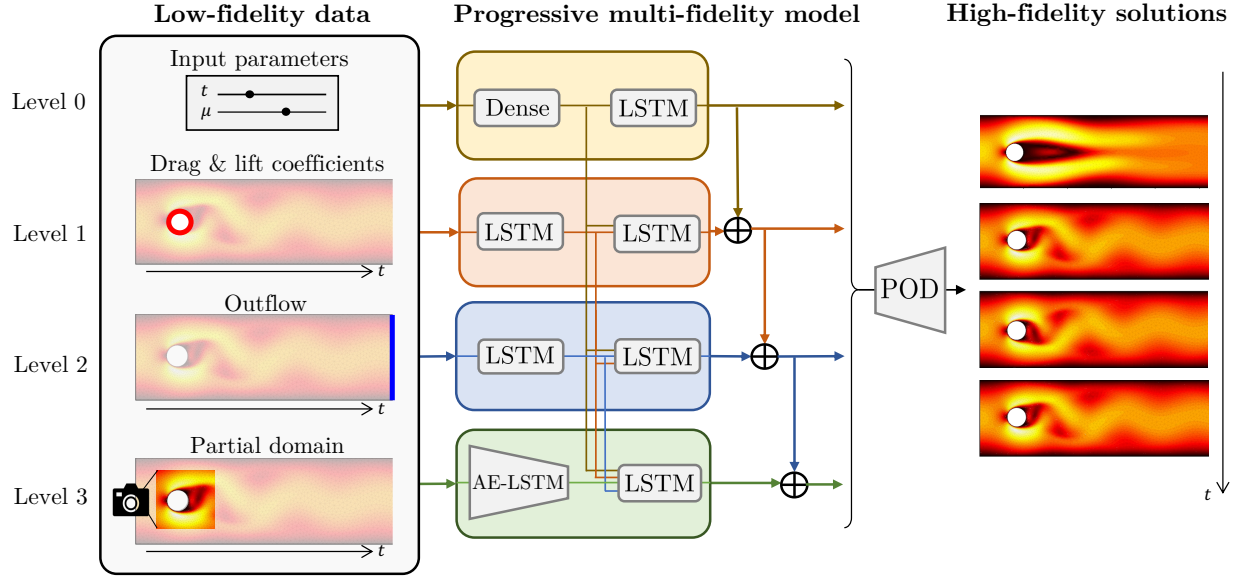 Low-fidelity data
Progressive multi-fidelity model
High-fidelity solutions
Input parameters
t
μ
Level 0
Dense
LSTM
Drag & lift coefficients
t
Level 1
LSTM
LSTM
Outflow
t
Level 2
LSTM
LSTM
Partial domain
t
Level 3
AE-LSTM
LSTM
POD
t